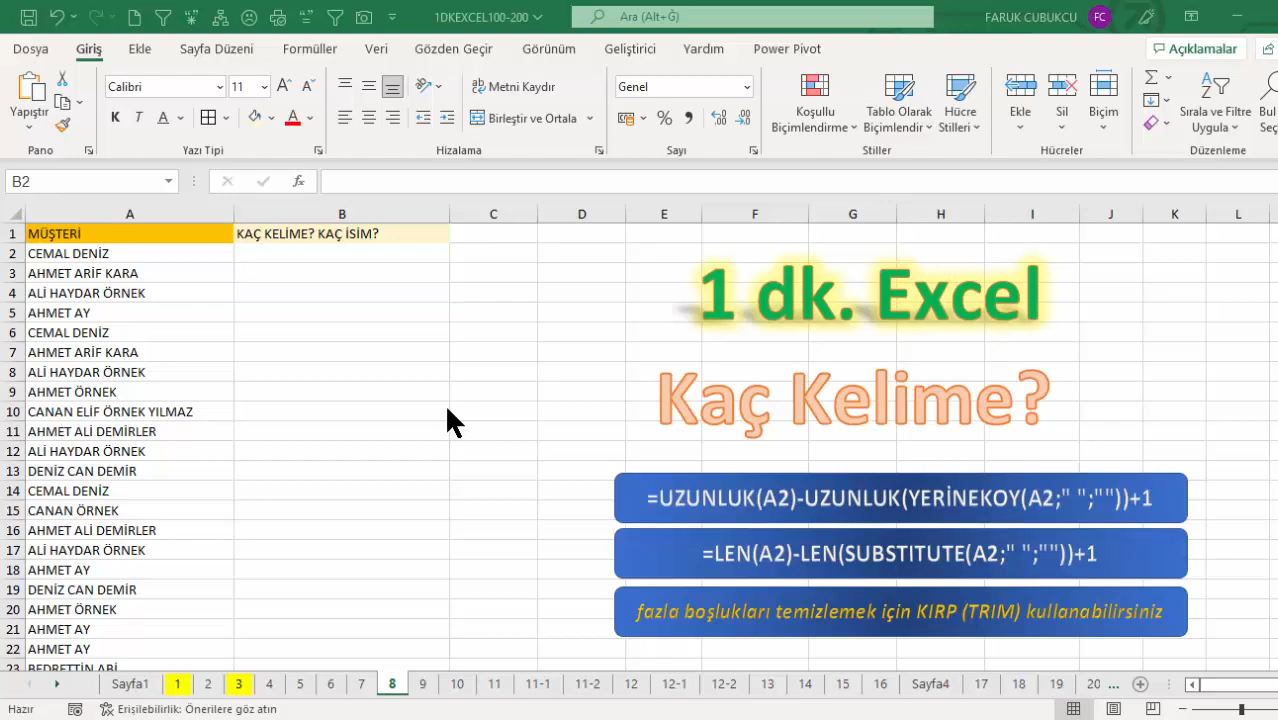 1DKEXCEL100-200
Ara (Alt+Ğ)
FARUK CUBUKCU
FC
Dosya Giriş Ekle Sayfa Düzeni Formüller Veri Gözden Geçir Görünüm Geliştirici Yardım Power Pivot
Açıklamalar
Yapıştır
Pano
Calibri 11
K T A
Yazı Tipi
Metni Kaydır
Birleştir ve Ortala
Hizalama
Genel
Sayı
Koşullu Biçimlendirme
Tablo Olarak Biçimlendir
Hücre Stilleri
Stiller
Ekle
Sil
Biçim
Hücreler
Sırala ve Filtre Uygula
Düzenleme
B2
fx
A B C D E F G H I J K L
1 MÜŞTERİ KAÇ KELİME? KAÇ İSİM?
2 CEMAL DENİZ
3 AHMET ARİF KARA
4 ALİ HAYDAR ÖRNEK
5 AHMET AY
6 CEMAL DENİZ
7 AHMET ARİF KARA
8 ALİ HAYDAR ÖRNEK
9 AHMET ÖRNEK
10 CANAN ELİF ÖRNEK YILMAZ
11 AHMET ALİ DEMİRLER
12 ALİ HAYDAR ÖRNEK
13 DENİZ CAN DEMİR
14 CEMAL DENİZ
15 CANAN ÖRNEK
16 AHMET ALİ DEMİRLER
17 ALİ HAYDAR ÖRNEK
18 AHMET AY
19 DENİZ CAN DEMİR
20 AHMET ÖRNEK
21 AHMET AY
22 AHMET AY
23 BEDRETTİN ABİ
1 dk. Excel
Kaç Kelime?
=UZUNLUK(A2)-UZUNLUK(YERİNEKOY(A2;" ";""))+1
=LEN(A2)-LEN(SUBSTITUTE(A2;" ";""))+1
fazla boşlukları temizlemek için KIRP (TRIM) kullanabilirsiniz
Sayfa1 1 2 3 4 5 6 7 8 9 10 11 11-1 11-2 12 12-1 12-2 13 14 15 16 Sayfa4 17 18 19 20 ...
Hazır
Erişilebilirlik: Önerilere göz atın